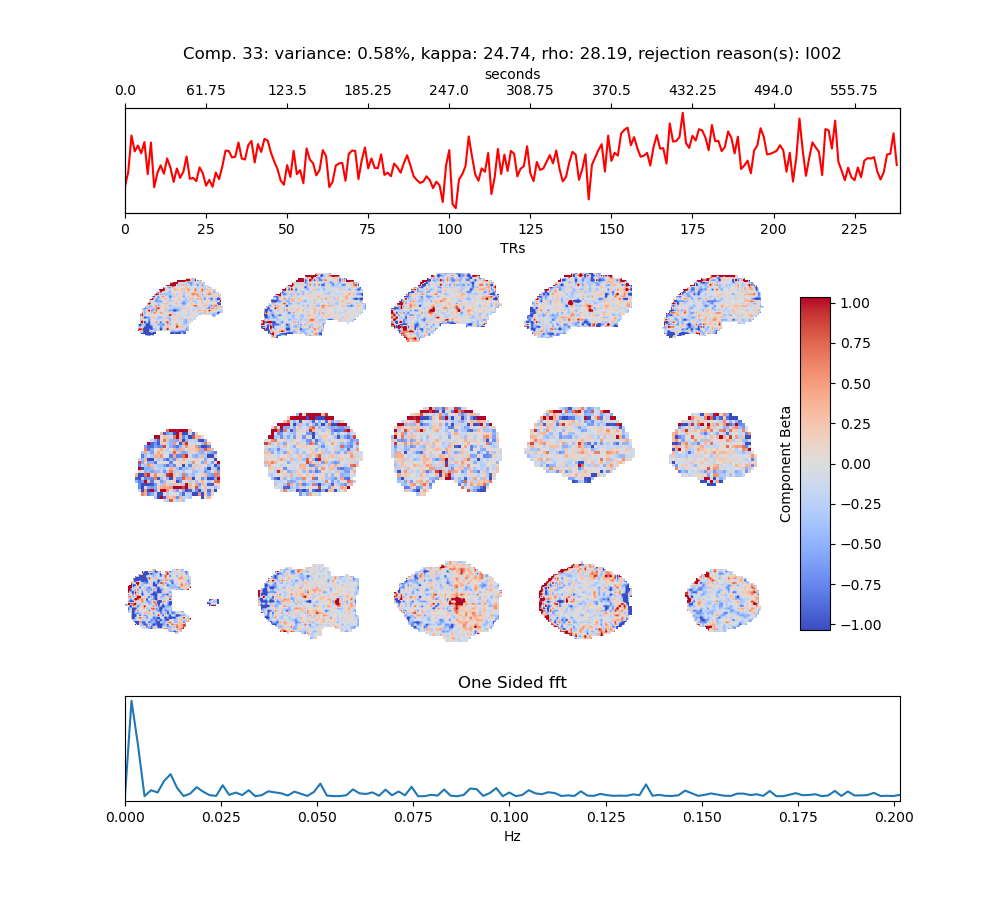 Comp. 33: variance: 0.58%, kappa: 24.74, rho: 28.19, rejection reason(s): I002
seconds
0.0 61.75 123.5 185.25 247.0 308.75 370.5 432.25 494.0 555.75
0 25 50 75 100 125 150 175 200 225
TRs
1.00
0.75
0.50
0.25
0.00
−0.25
−0.50
−0.75
−1.00
Component Beta
One Sided fft
0.000 0.025 0.050 0.075 0.100 0.125 0.150 0.175 0.200
Hz